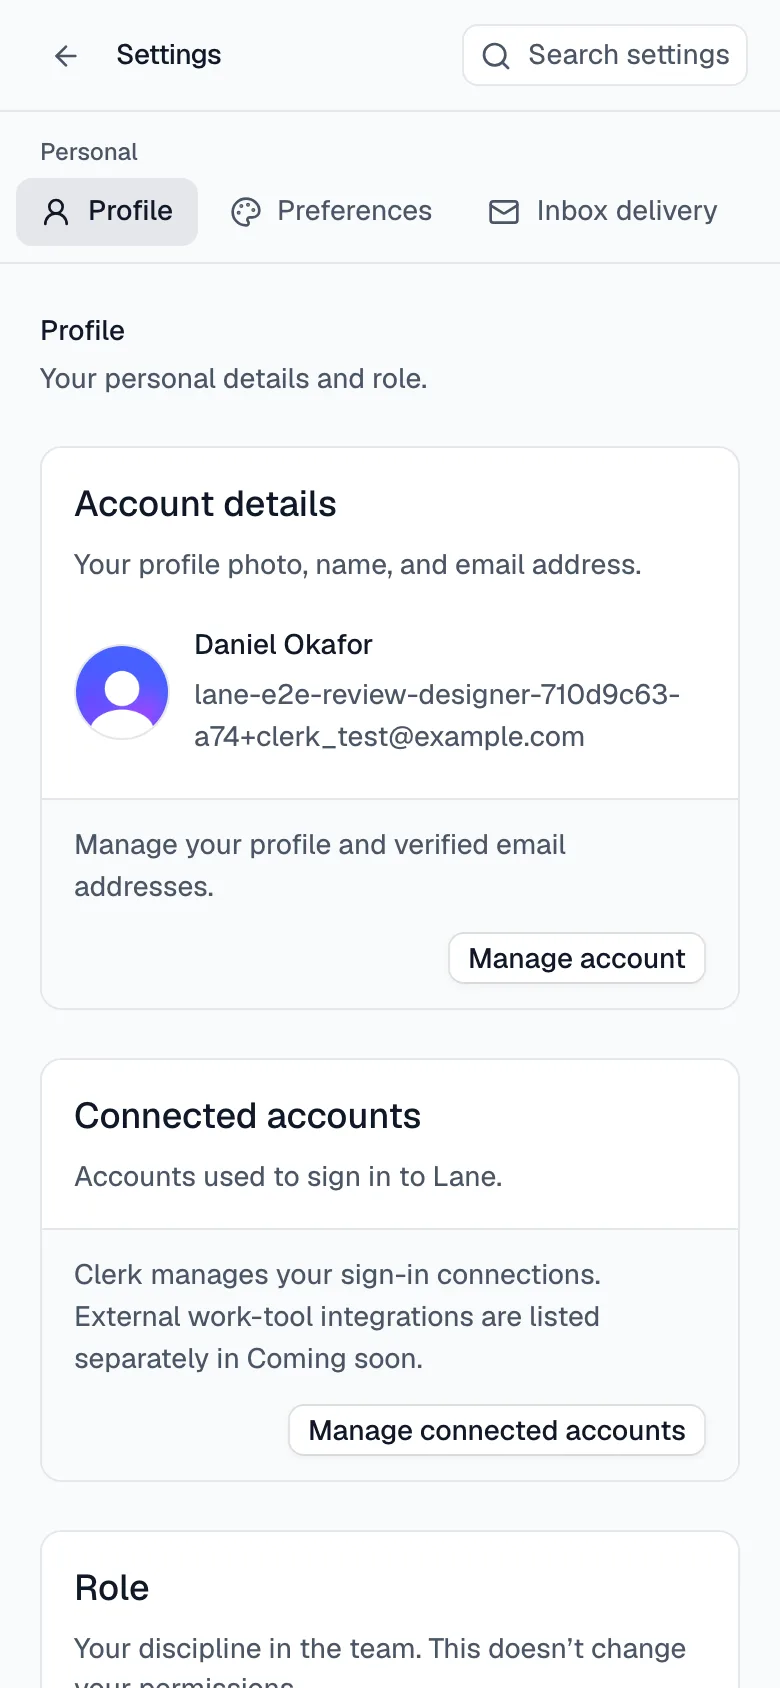 Settings
Search settings
Personal
Profile
Preferences
Inbox delivery
Profile
Your personal details and role.
Account details
Your profile photo, name, and email address.
Daniel Okafor
lane-e2e-review-designer-710d9c63-
a74+clerk_test@example.com
Manage your profile and verified email
addresses.
Manage account
Connected accounts
Accounts used to sign in to Lane.
Clerk manages your sign-in connections.
External work-tool integrations are listed
separately in Coming soon.
Manage connected accounts
Role
Your discipline in the team. This doesn’t change
your permissions